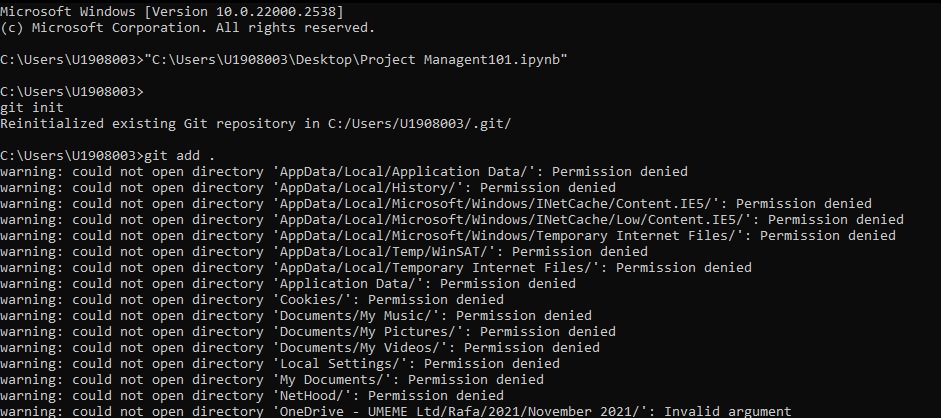 Microsoft Windows [Version 10.0.22000.2538]
(c) Microsoft Corporation. All rights reserved.
C:\Users\U1908003>"C:\Users\U1908003\Desktop\Project Managent101.ipynb"
C:\Users\U1908003>
git init
Reinitialized existing Git repository in C:/Users/U1908003/.git/
C:\Users\U1908003>git add .
warning: could not open directory 'AppData/Local/Application Data/': Permission denied
warning: could not open directory 'AppData/Local/History/': Permission denied
warning: could not open directory 'AppData/Local/Microsoft/Windows/INetCache/Content.IE5/': Permission denied
warning: could not open directory 'AppData/Local/Microsoft/Windows/INetCache/Low/Content.IE5/': Permission denied
warning: could not open directory 'AppData/Local/Microsoft/Windows/Temporary Internet Files/': Permission denied
warning: could not open directory 'AppData/Local/Temp/WinSAT/': Permission denied
warning: could not open directory 'AppData/Local/Temporary Internet Files/': Permission denied
warning: could not open directory 'Application Data/': Permission denied
warning: could not open directory 'Cookies/': Permission denied
warning: could not open directory 'Documents/My Music/': Permission denied
warning: could not open directory 'Documents/My Pictures/': Permission denied
warning: could not open directory 'Documents/My Videos/': Permission denied
warning: could not open directory 'Local Settings/': Permission denied
warning: could not open directory 'My Documents/': Permission denied
warning: could not open directory 'NetHood/': Permission denied
warning: could not open directory 'OneDrive - UMEME Ltd/Rafa/2021/November 2021/': Invalid argument